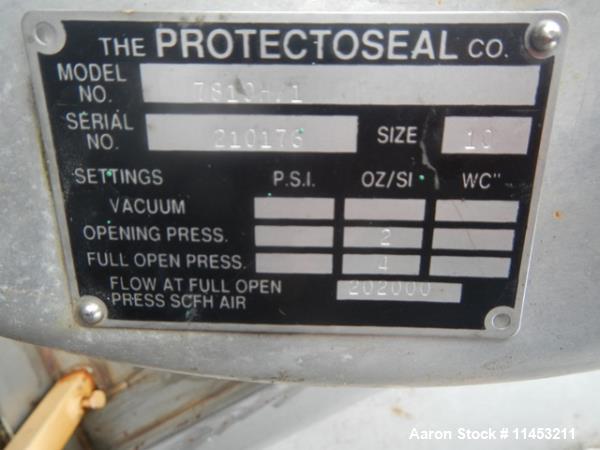 THE PROTECTOSEAL CO.
MODEL NO.
SERIAL NO. 210176 SIZE 10
SETTINGS P.S.I. OZ/SI WC"
VACUUM
OPENING PRESS. 2
FULL OPEN PRESS. 4
FLOW AT FULL OPEN PRESS SCFH AIR 202000
Aaron Stock # 11453211